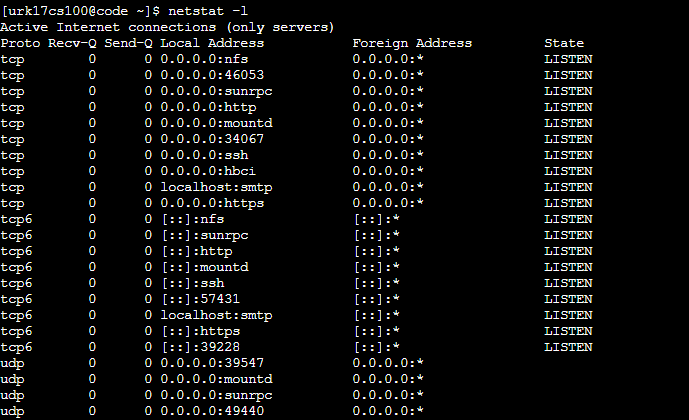 [urk17cs100@code ~]$ netstat -l
Active Internet connections (only servers)
Proto Recv-Q Send-Q Local Address           Foreign Address         State
tcp        0      0 0.0.0.0:nfs             0.0.0.0:*               LISTEN
tcp        0      0 0.0.0.0:46053           0.0.0.0:*               LISTEN
tcp        0      0 0.0.0.0:sunrpc          0.0.0.0:*               LISTEN
tcp        0      0 0.0.0.0:http            0.0.0.0:*               LISTEN
tcp        0      0 0.0.0.0:mountd          0.0.0.0:*               LISTEN
tcp        0      0 0.0.0.0:34067           0.0.0.0:*               LISTEN
tcp        0      0 0.0.0.0:ssh             0.0.0.0:*               LISTEN
tcp        0      0 0.0.0.0:hbci            0.0.0.0:*               LISTEN
tcp        0      0 localhost:smtp          0.0.0.0:*               LISTEN
tcp        0      0 0.0.0.0:https           0.0.0.0:*               LISTEN
tcp6       0      0 [::]:nfs                [::]:*                  LISTEN
tcp6       0      0 [::]:sunrpc             [::]:*                  LISTEN
tcp6       0      0 [::]:http               [::]:*                  LISTEN
tcp6       0      0 [::]:mountd             [::]:*                  LISTEN
tcp6       0      0 [::]:ssh                [::]:*                  LISTEN
tcp6       0      0 [::]:57431              [::]:*                  LISTEN
tcp6       0      0 localhost:smtp          [::]:*                  LISTEN
tcp6       0      0 [::]:https              [::]:*                  LISTEN
tcp6       0      0 [::]:39228              [::]:*                  LISTEN
udp        0      0 0.0.0.0:39547           0.0.0.0:*
udp        0      0 0.0.0.0:mountd          0.0.0.0:*
udp        0      0 0.0.0.0:sunrpc          0.0.0.0:*
udp        0      0 0.0.0.0:49440           0.0.0.0:*